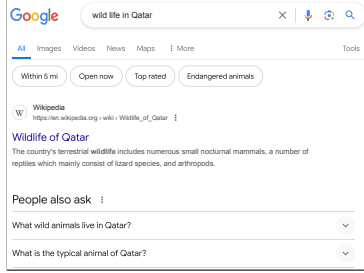 Google
wild life in Qatar
All Images Videos News Maps More Tools
Within 5 mi Open now Top rated Endangered animals
W
Wikipedia
https://en.wikipedia.org › wiki › Wildlife_of_Qatar
Wildlife of Qatar
The country's terrestrial wildlife includes numerous small nocturnal mammals, a number of
reptiles which mainly consist of lizard species, and arthropods.
People also ask
What wild animals live in Qatar?
What is the typical animal of Qatar?